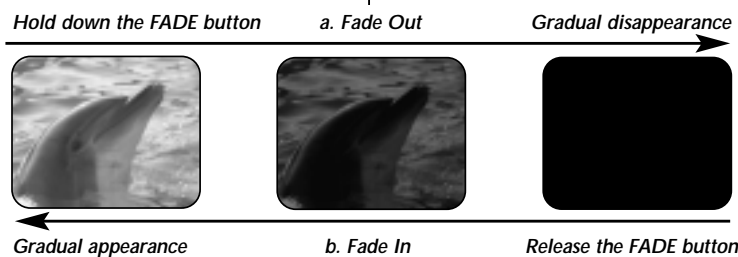 Hold down the FADE button a. Fade Out Gradual disappearance
Gradual appearance b. Fade In Release the FADE button